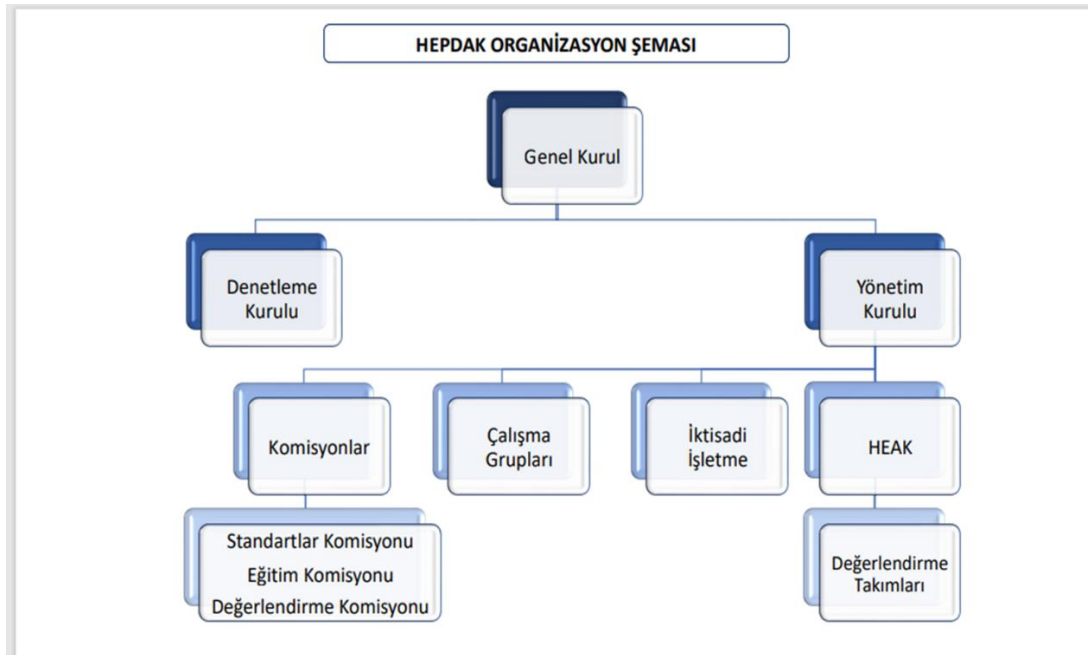 HEPDAK ORGANİZASYON ŞEMASI
Genel Kurul
Denetleme
Kurulu
Yönetim
Kurulu
Komisyonlar
Çalışma
Grupları
İktisadi
İşletme
HEAK
Standartlar Komisyonu
Eğitim Komisyonu
Değerlendirme Komisyonu
Değerlendirme
Takımları